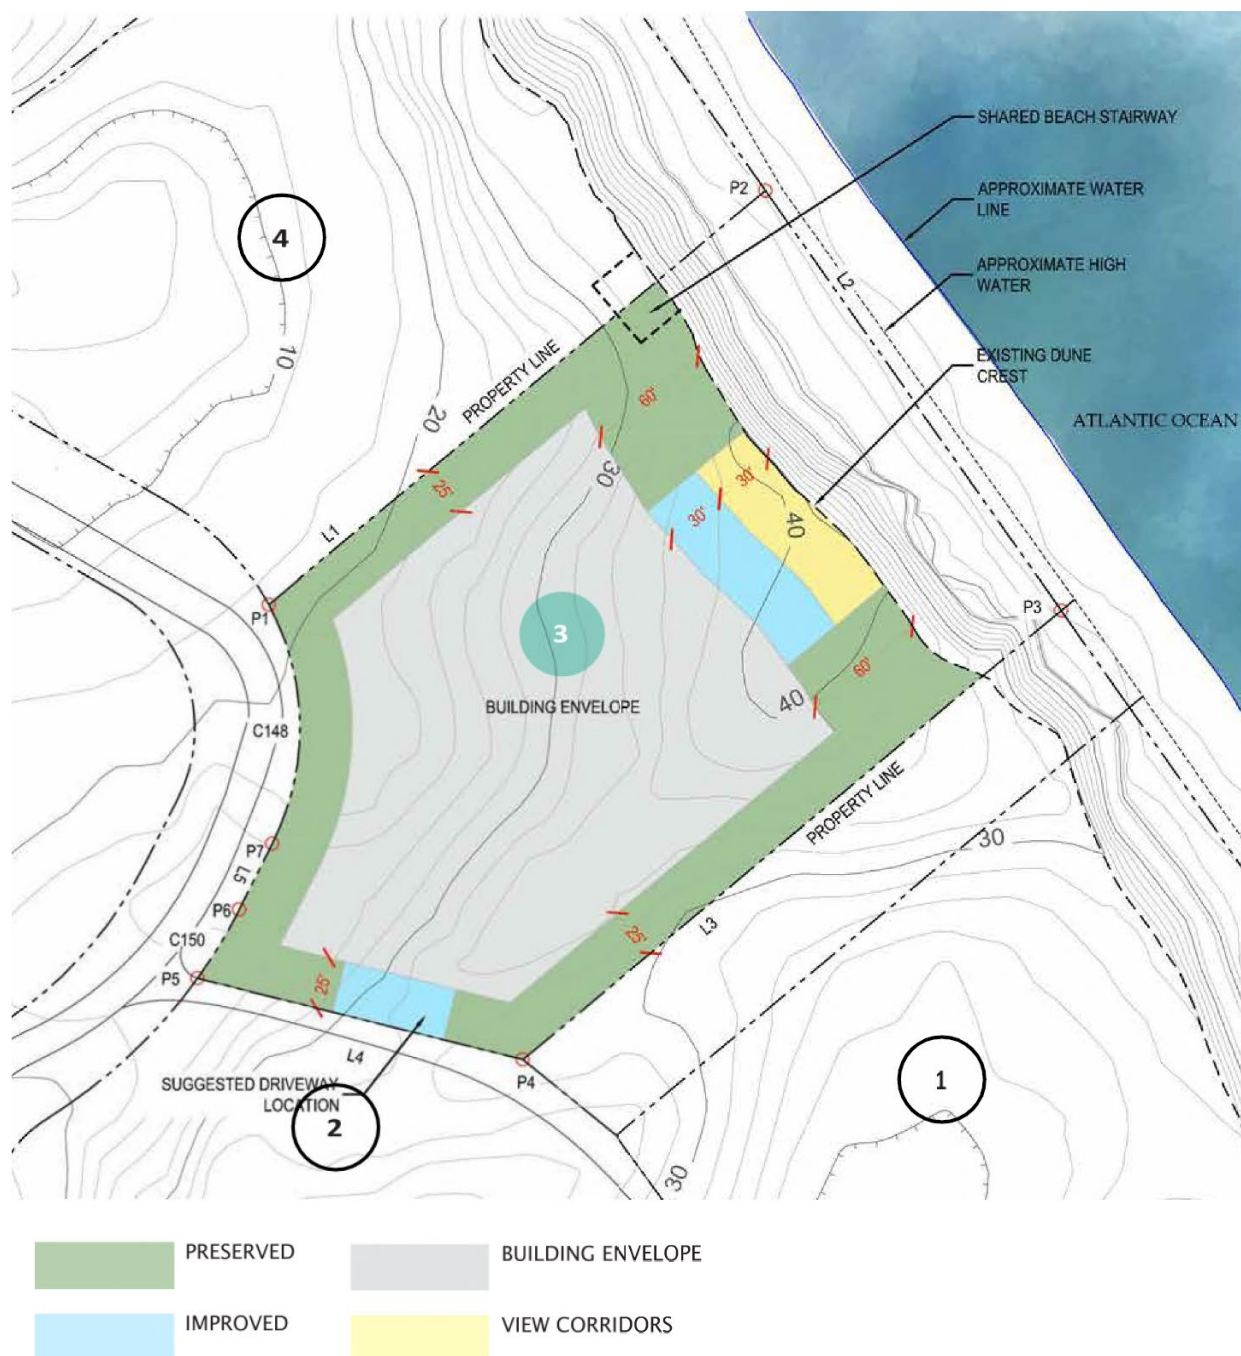 SHARED BEACH STAIRWAY
P2
APPROXIMATE WATER
LINE
4
L2
APPROXIMATE HIGH
WATER
10
PROPERTY LINE
EXISTING DUNE
CREST
60'
20
ATLANTIC OCEAN
30
25'
30'
30'
40
L1
P1
3
P3
60'
BUILDING ENVELOPE
40
C148
PROPERTY LINE
30
P7
L5
P6
25'
L3
C150
P5
25'
L4
P4
1
SUGGESTED DRIVEWAY
LOCATION
2
30
PRESERVED
BUILDING ENVELOPE
IMPROVED
VIEW CORRIDORS